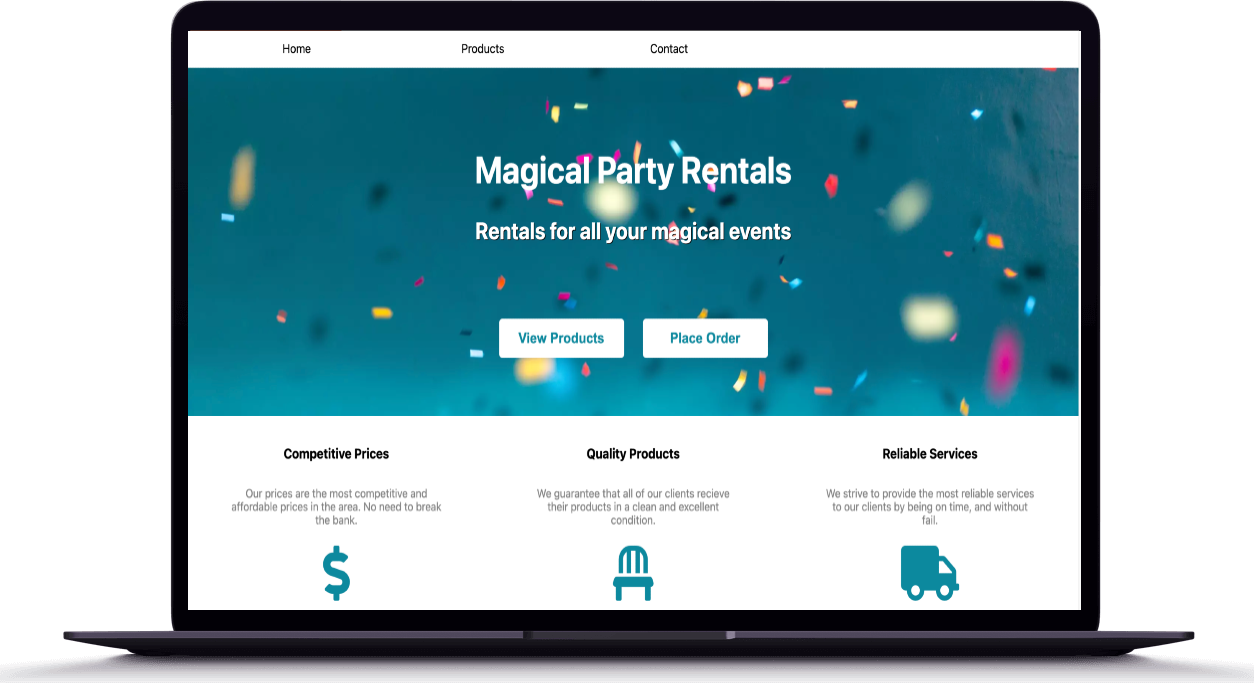 Home Products Contact
Magical Party Rentals
Rentals for all your magical events
View Products Place Order
Competitive Prices
Our prices are the most competitive and
affordable prices in the area. No need to break
the bank.
Quality Products
We guarantee that all of our clients recieve
their products in a clean and excellent
condition.
Reliable Services
We strive to provide the most reliable services
to our clients by being on time, and without
fail.